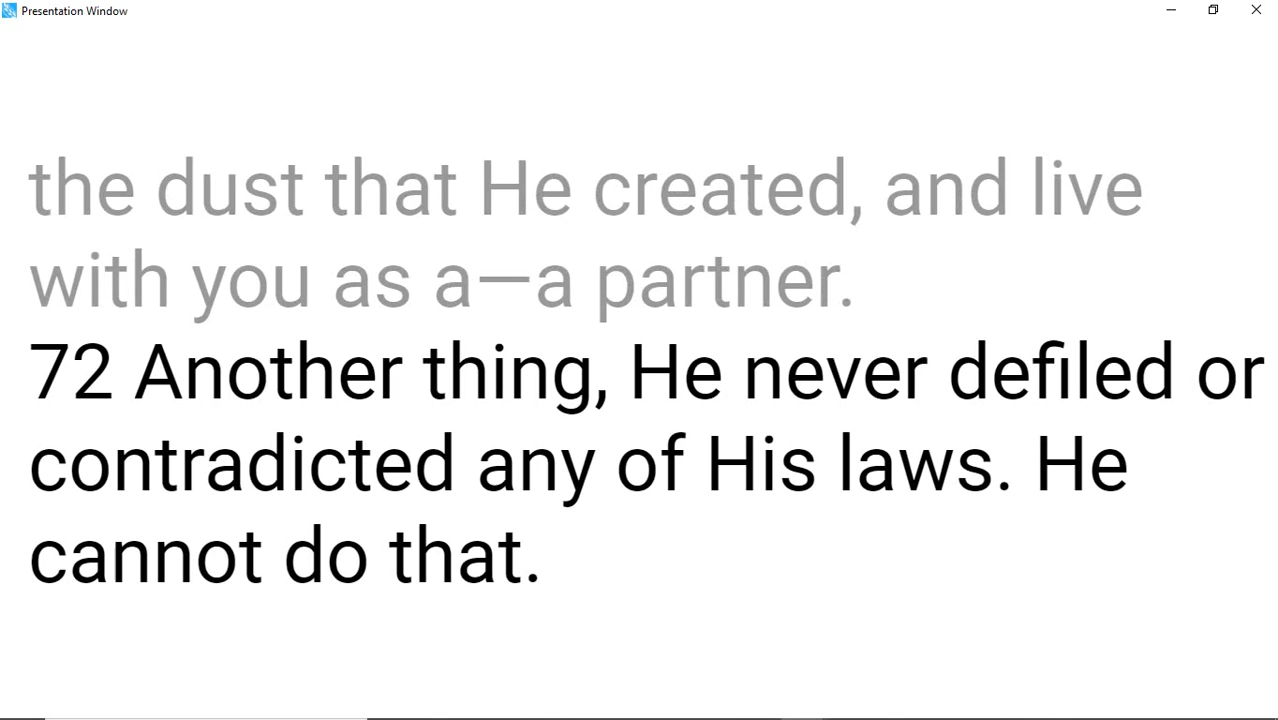 Presentation Window
the dust that He created, and live
with you as a—a partner.
72 Another thing, He never defiled or
contradicted any of His laws. He
cannot do that.